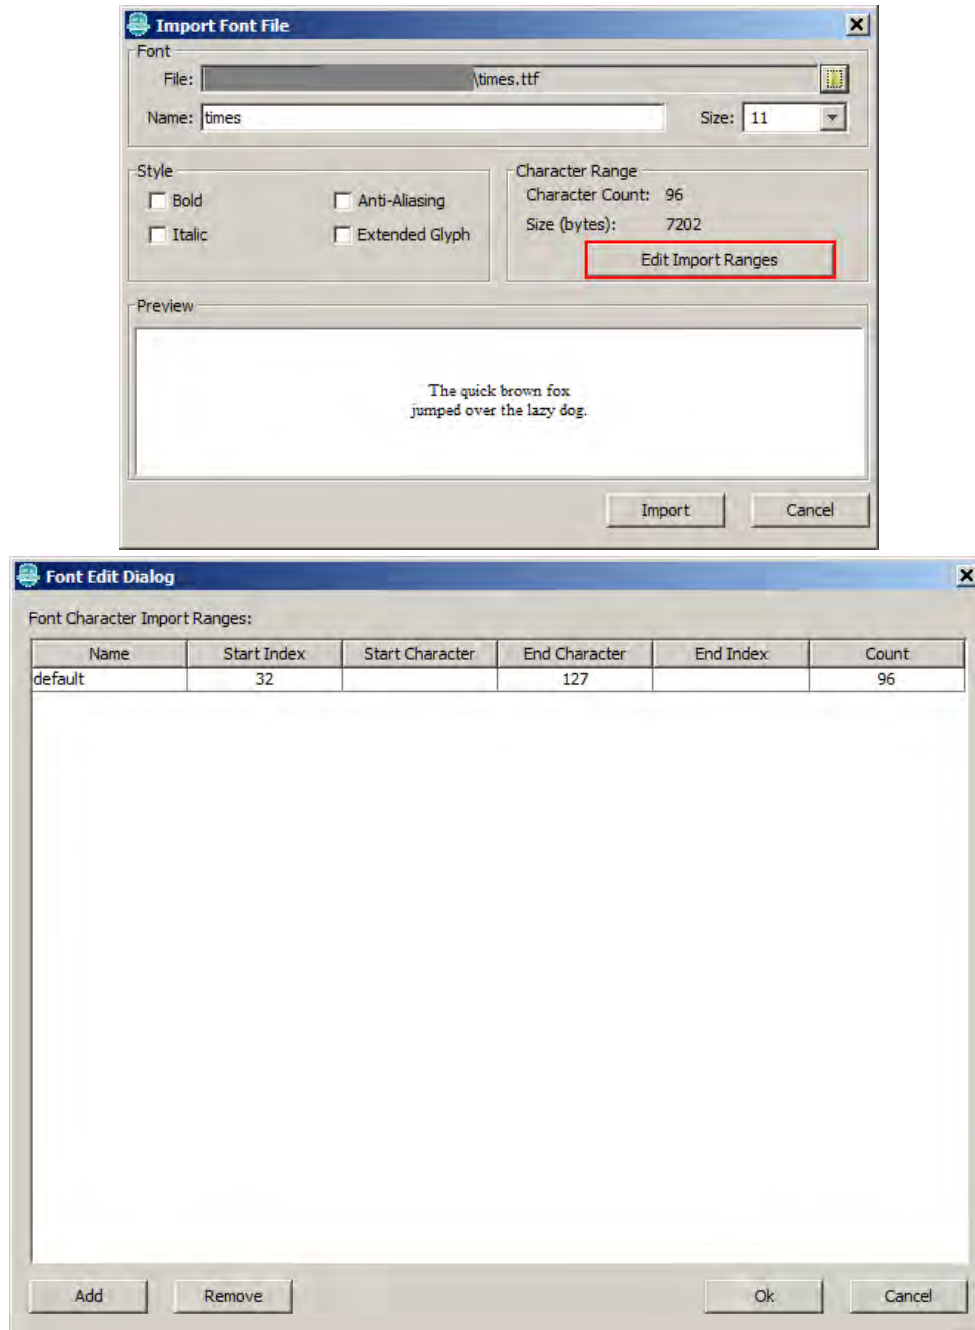 Import Font File
Font
File: \times.ttf
Name: times Size: 11
Style Character Range
Bold Anti-Aliasing Character Count: 96
Italic Extended Glyph Size (bytes): 7202
Edit Import Ranges
Preview
The quick brown fox
jumped over the lazy dog.
Import Cancel
Font Edit Dialog
Font Character Import Ranges:
Name Start Index Start Character End Character End Index Count
default 32 127 96
Add Remove Ok Cancel